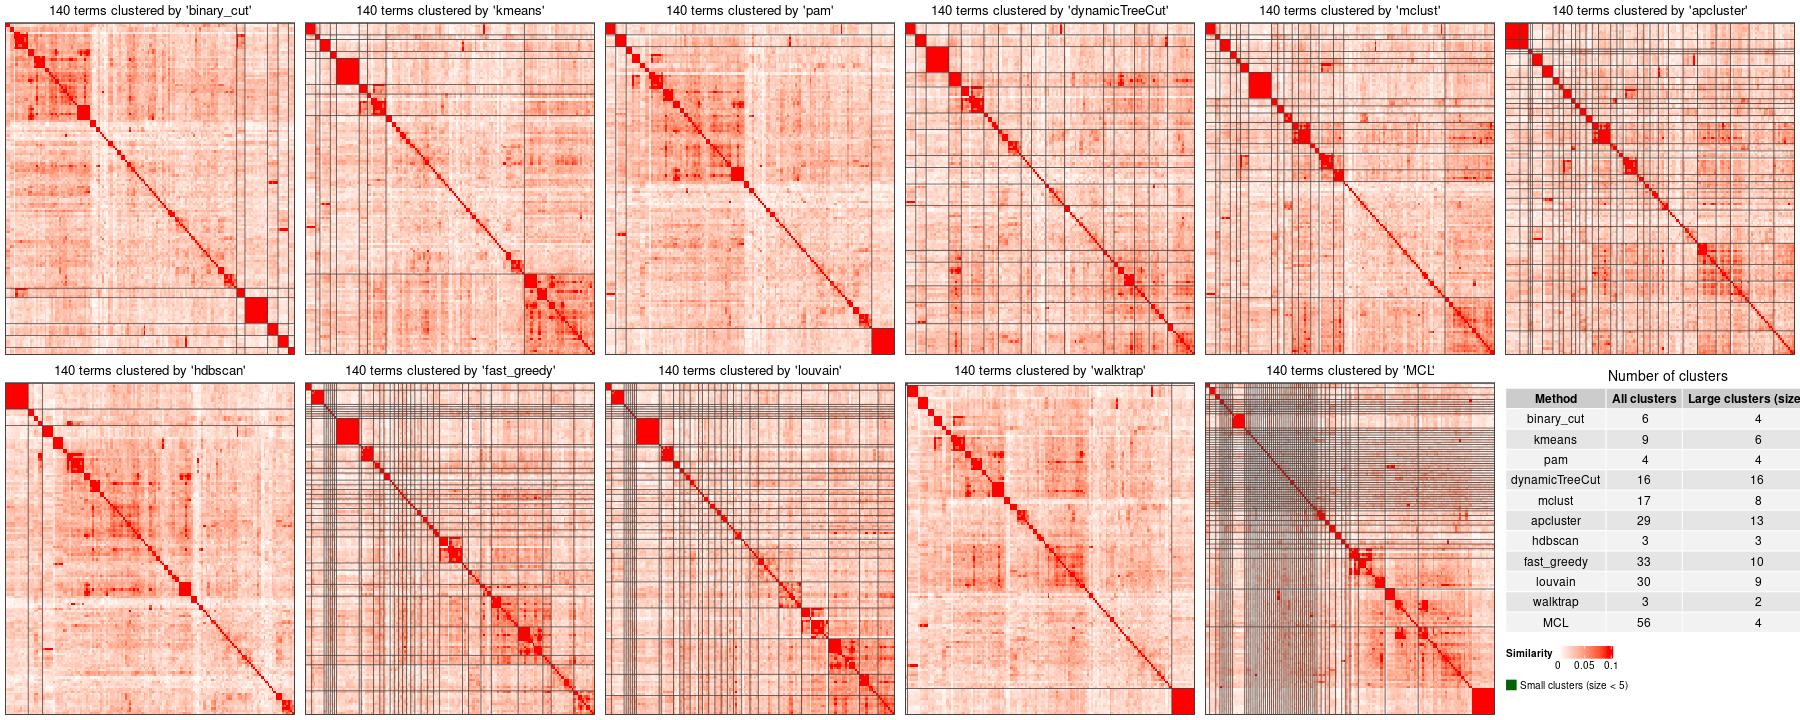 140 terms clustered by 'binary_cut'
140 terms clustered by 'kmeans'
140 terms clustered by 'pam'
140 terms clustered by 'dynamicTreeCut'
140 terms clustered by 'mclust'
140 terms clustered by 'apcluster'
140 terms clustered by 'hdbscan'
140 terms clustered by 'fast_greedy'
140 terms clustered by 'louvain'
140 terms clustered by 'walktrap'
140 terms clustered by 'MCL'
Number of clusters
Method All clusters Large clusters (size
binary_cut 6 4
kmeans 9 6
pam 4 4
dynamicTreeCut 16 16
mclust 17 8
apcluster 29 13
hdbscan 3 3
fast_greedy 33 10
louvain 30 9
walktrap 3 2
MCL 56 4
Similarity
0 0.05 0.1
Small clusters (size < 5)